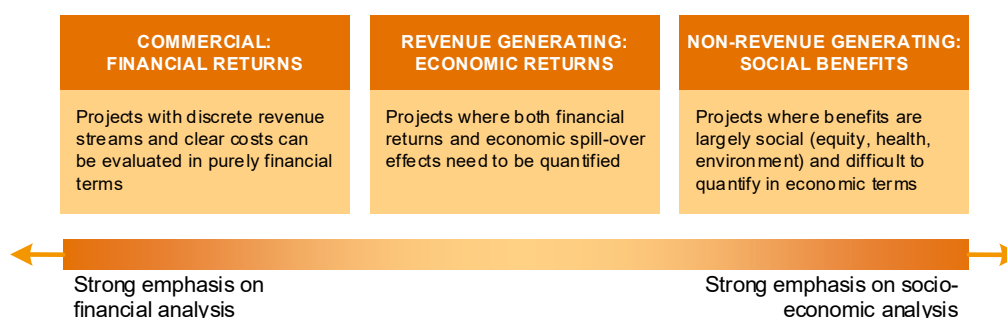 COMMERCIAL:
FINANCIAL RETURNS
Projects with discrete revenue
streams and clear costs can
be evaluated in purely financial
terms
REVENUE GENERATING:
ECONOMIC RETURNS
Projects where both financial
returns and economic spill-over
effects need to be quantified
NON-REVENUE GENERATING:
SOCIAL BENEFITS
Projects where benefits are
largely social (equity, health,
environment) and difficult to
quantify in economic terms
Strong emphasis on
financial analysis
Strong emphasis on socio-
economic analysis